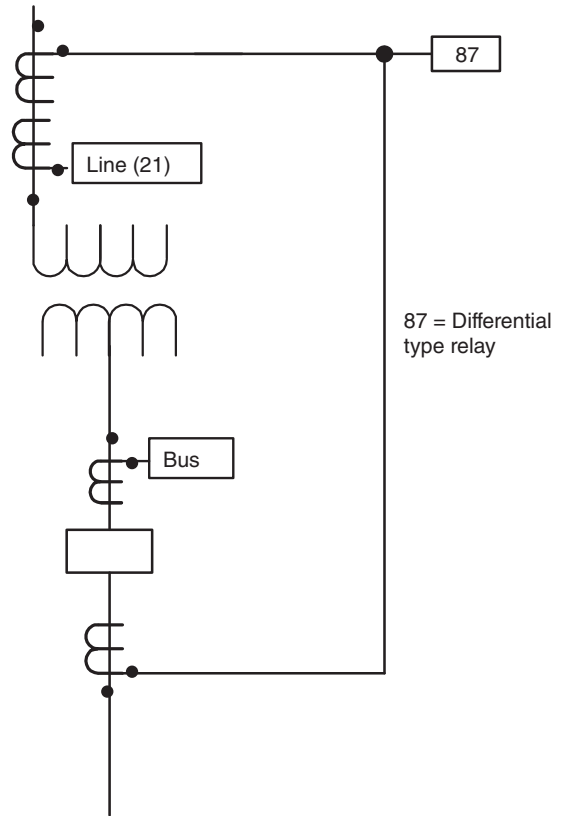 87
Line (21)
87 = Differential
type relay
Bus